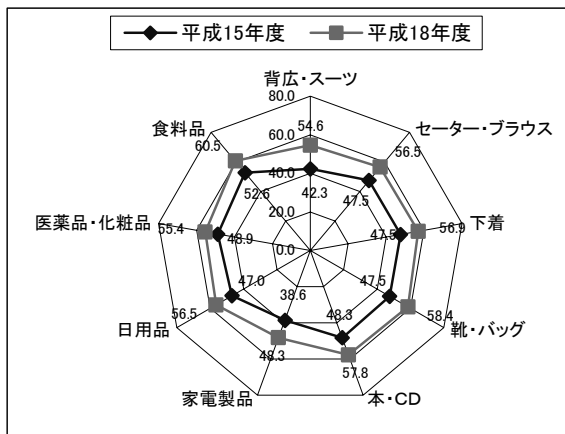 平成15年度 平成18年度
背広・スーツ
80.0
食料品
セーター・ブラウス
60.5
60.0
54.6
56.5
40.0
52.6
42.3
47.5
医薬品・化粧品
下着
55.4
48.9
20.0
47.5
56.9
0.0
47.0
38.6
47.5
日用品
56.5
48.3
48.3
58.4
靴・バッグ
57.8
家電製品
本・CD